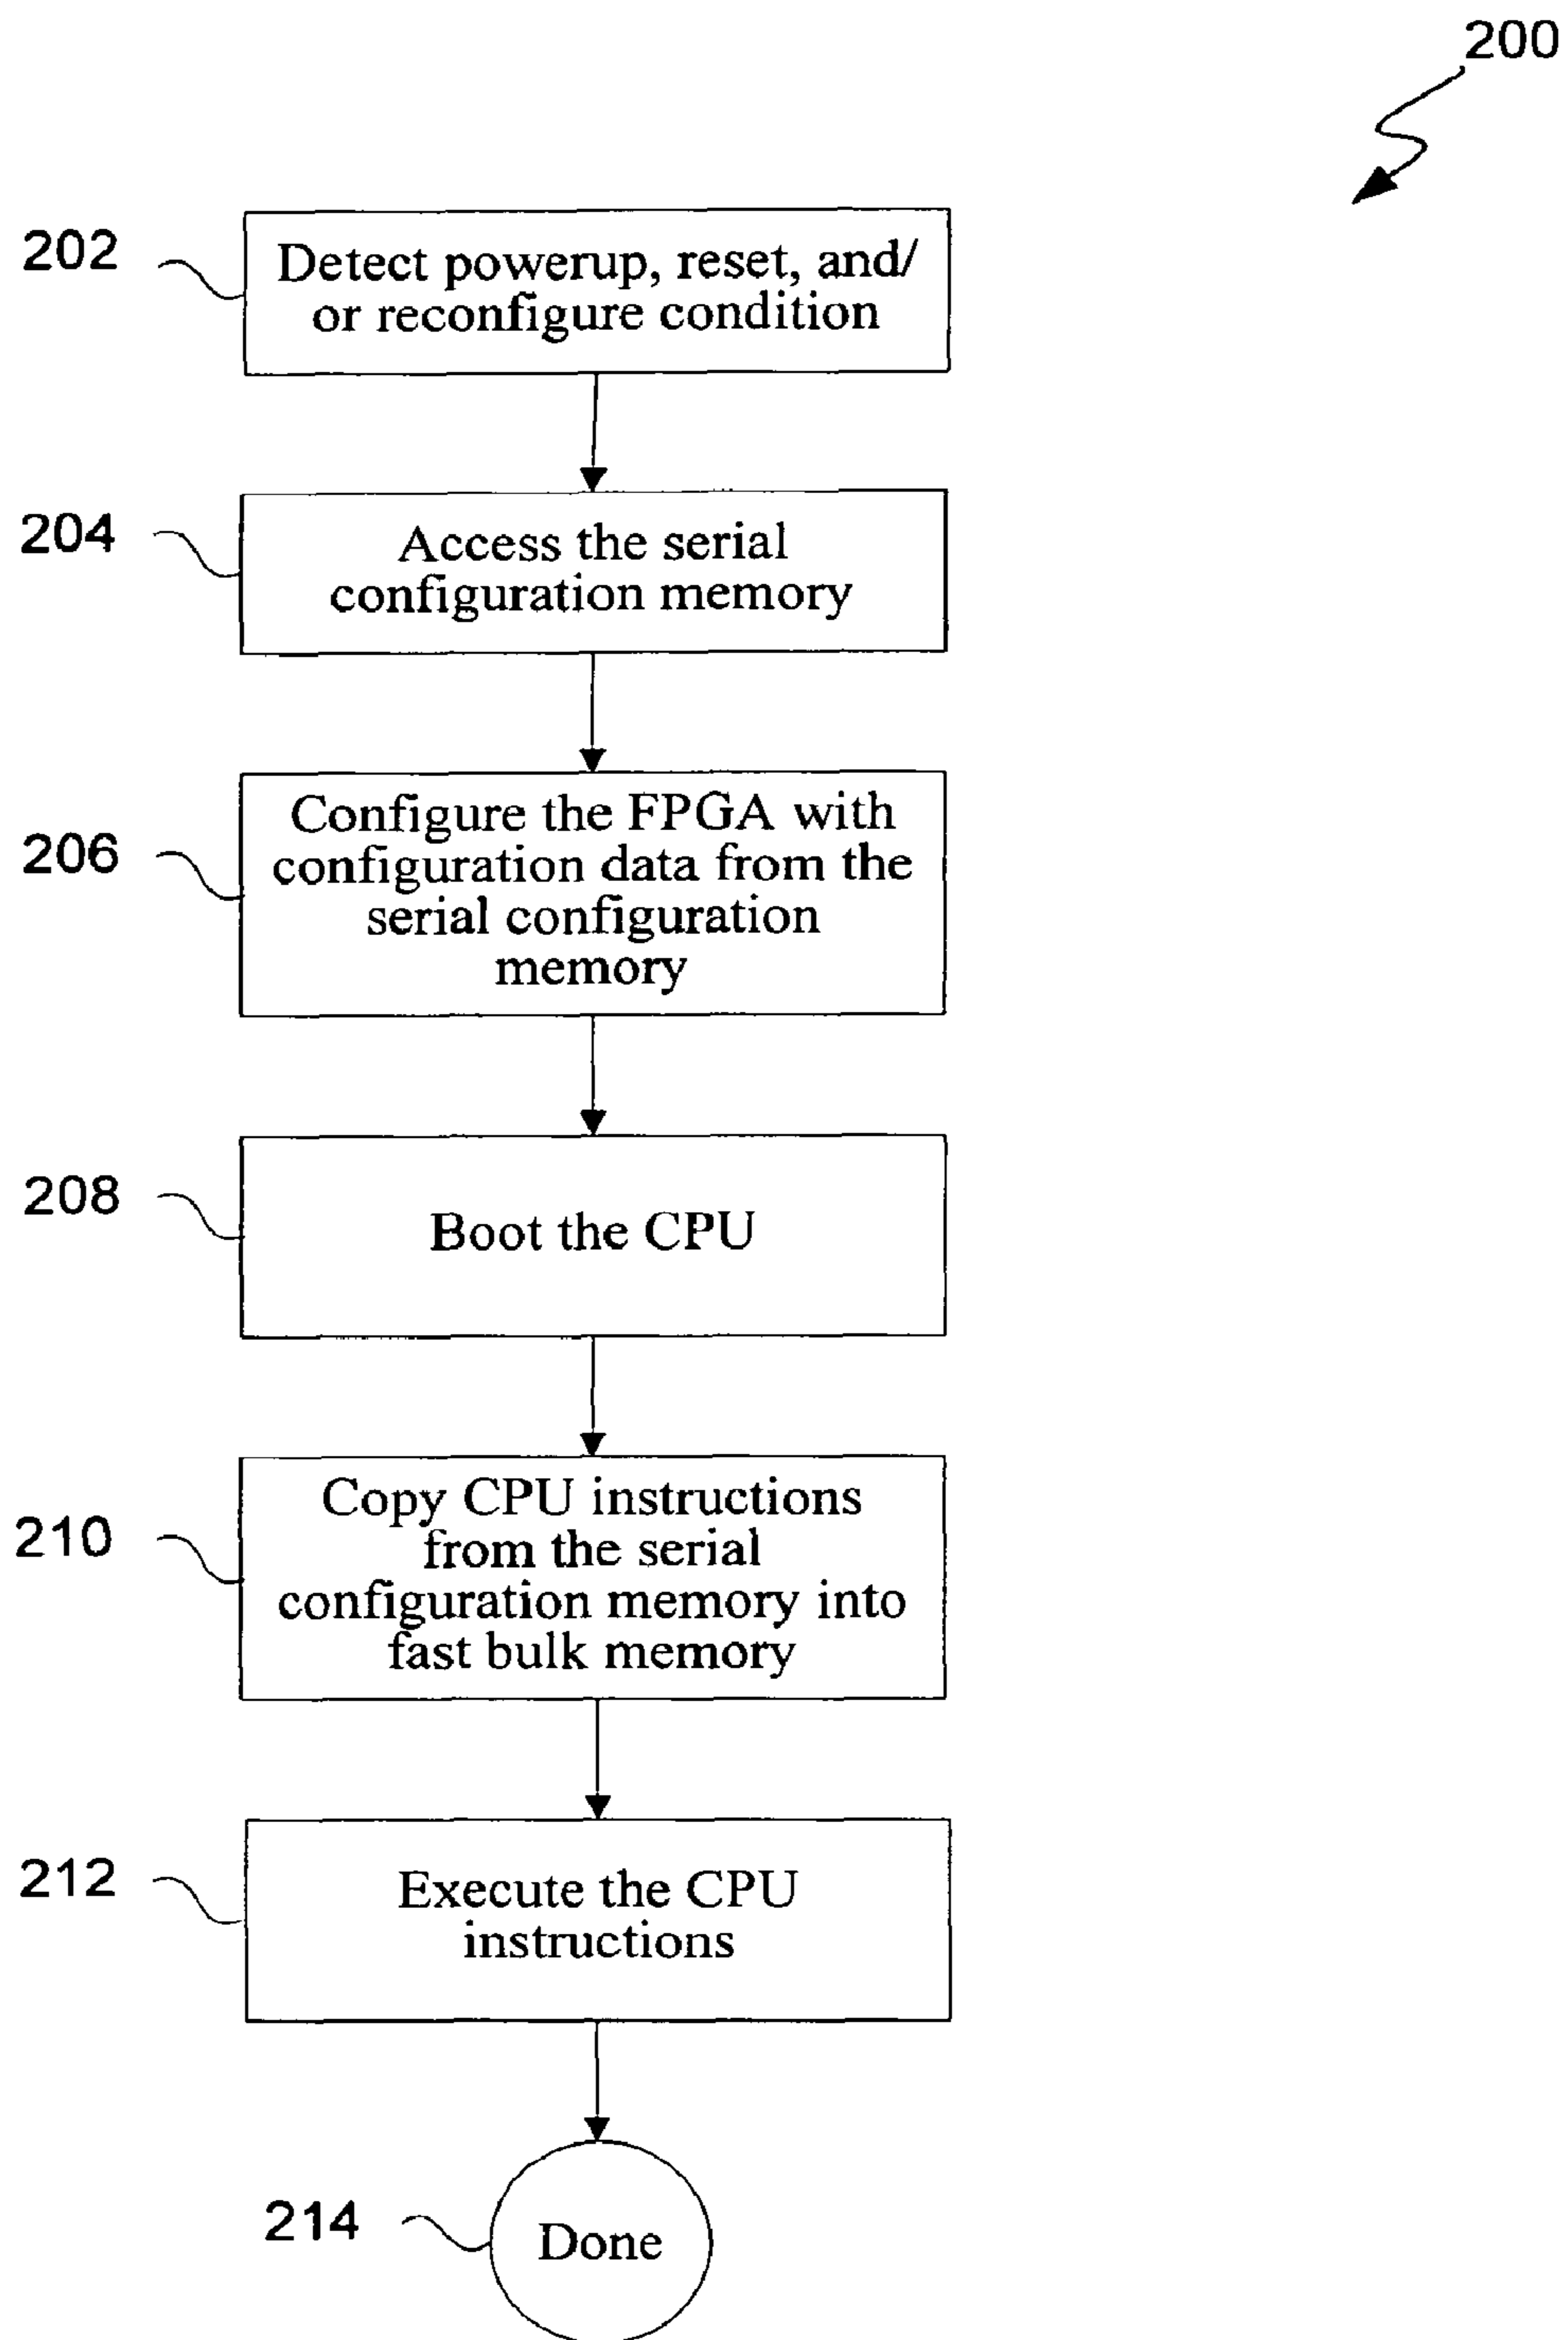 200
202
Detect powerup, reset, and/
or reconfigure condition
204
Access the serial
configuration memory
206
Configure the FPGA with
configuration data from the
serial configuration
memory
208
Boot the CPU
210
Copy CPU instructions
from the serial
configuration memory into
fast bulk memory
212
Execute the CPU
instructions
214
Done